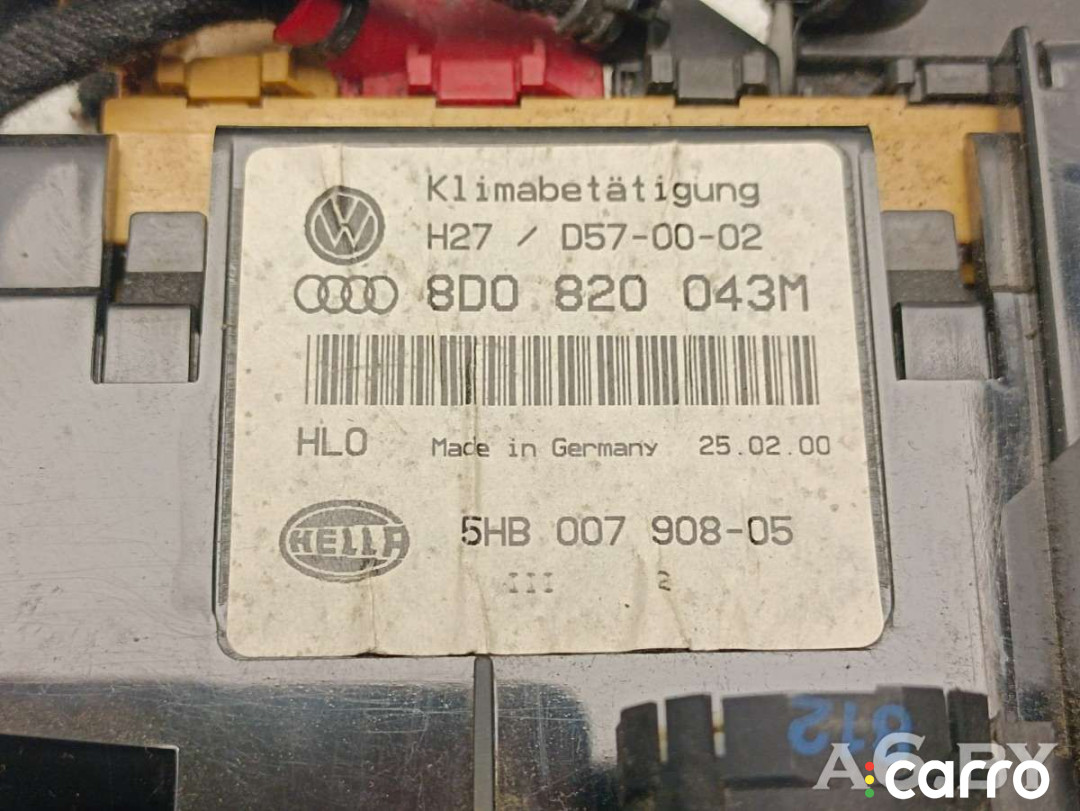 Klimabetätigung
H27 / D57-00-02
8D0 820 043M
HLO Made in Germany 25.02.00
HELLA 5HB 007 908-05
III 2
812
carro